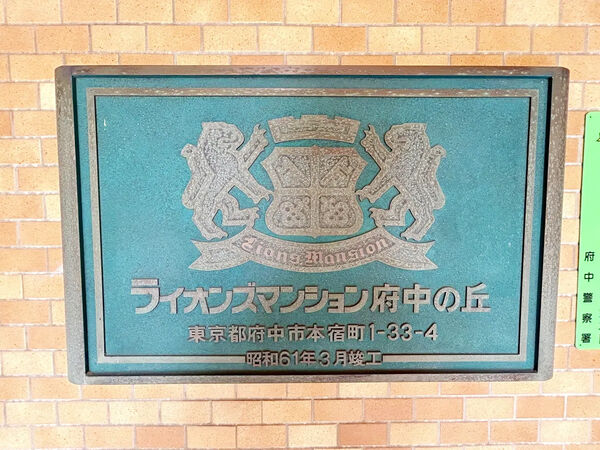 Lions Mansion
ライオンズマンション府中の丘
東京都府中市本宿町1-33-4
昭和61年3月竣工
府中警察署